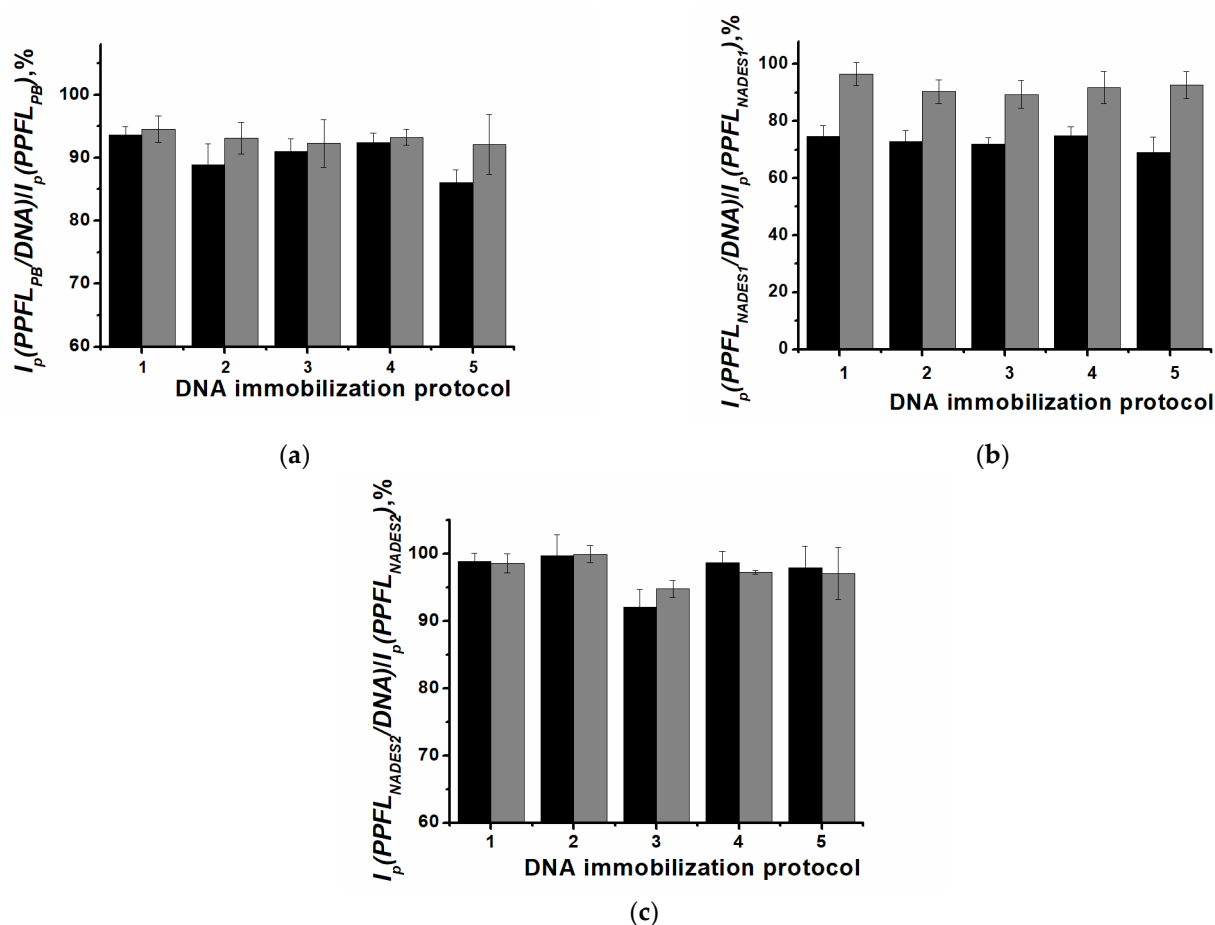 I_p(PPFL_PB/DNA)/I_p(PPFL_PB),%
100
90
80
70
60
1 2 3 4 5
DNA immobilization protocol
(a)
I_p(PPFL_NADES1/DNA)/I_p(PPFL_NADES1),%
100
80
60
40
20
0
1 2 3 4 5
DNA immobilization protocol
(b)
I_p(PPFL_NADES2/DNA)/I_p(PPFL_NADES2),%
100
90
80
70
60
1 2 3 4 5
DNA immobilization protocol
(c)